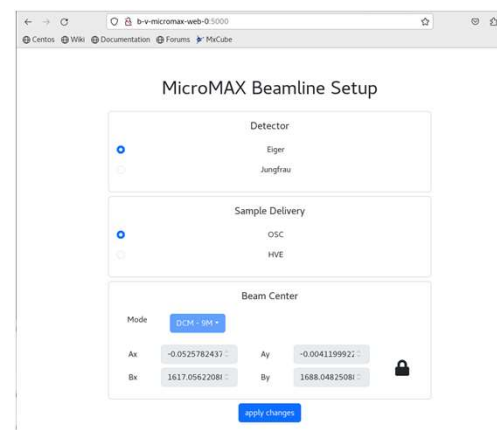 b-v-micromax-web-0:5000
Centos Wiki Documentation Forums MxCube
MicroMAX Beamline Setup
Detector
Eiger
Jungfrau
Sample Delivery
OSC
HVE
Beam Center
Mode DCM - 9M
Ax -0.0525782437 Ay -0.0041199922
Bx 1617.0562208 By 1688.0482508
apply changes